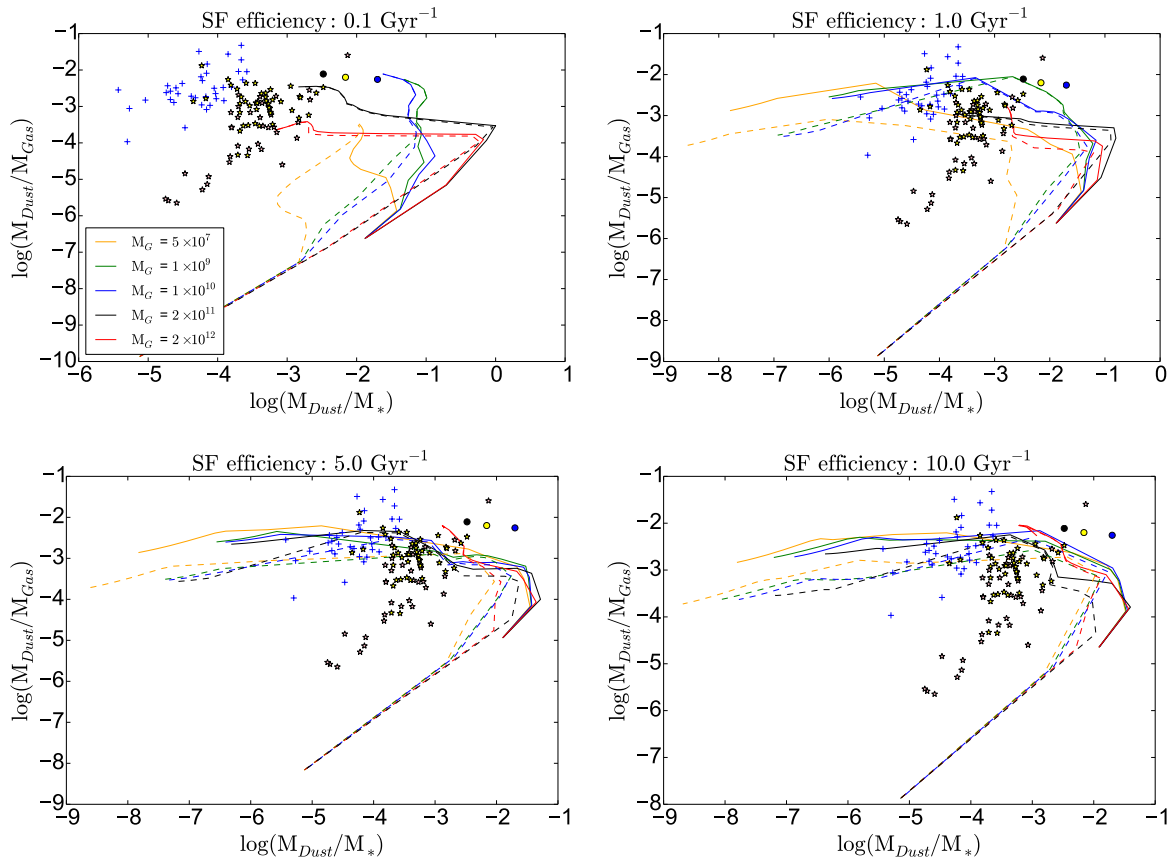 SF efficiency: 0.1 Gyr⁻¹
−1
−2
−3
−4
−5
−6
−7
−8
−9
−10
log(M_Dust/M_Gas)
M_G = 5×10⁷
M_G = 1×10⁹
M_G = 1×10¹⁰
M_G = 2×10¹¹
M_G = 2×10¹²
−6 −5 −4 −3 −2 −1 0 1
log(M_Dust/M_*)
SF efficiency: 1.0 Gyr⁻¹
−1
−2
−3
−4
−5
−6
−7
−8
−9
log(M_Dust/M_Gas)
−9 −8 −7 −6 −5 −4 −3 −2 −1 0
log(M_Dust/M_*)
SF efficiency: 5.0 Gyr⁻¹
−1
−2
−3
−4
−5
−6
−7
−8
−9
log(M_Dust/M_Gas)
−9 −8 −7 −6 −5 −4 −3 −2 −1 0
log(M_Dust/M_*)
SF efficiency: 10.0 Gyr⁻¹
−1
−2
−3
−4
−5
−6
−7
−8
log(M_Dust/M_Gas)
−9 −8 −7 −6 −5 −4 −3 −2 −1 0
log(M_Dust/M_*)